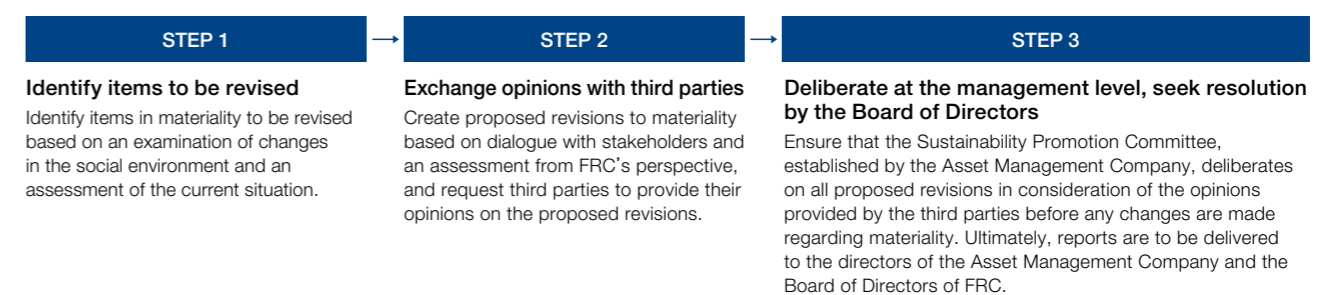 STEP 1
Identify items to be revised
Identify items in materiality to be revised
based on an examination of changes
in the social environment and an
assessment of the current situation.
STEP 2
Exchange opinions with third parties
Create proposed revisions to materiality
based on dialogue with stakeholders and
an assessment from FRC's perspective,
and request third parties to provide their
opinions on the proposed revisions.
STEP 3
Deliberate at the management level, seek resolution
by the Board of Directors
Ensure that the Sustainability Promotion Committee,
established by the Asset Management Company, deliberates
on all proposed revisions in consideration of the opinions
provided by the third parties before any changes are made
regarding materiality. Ultimately, reports are to be delivered
to the directors of the Asset Management Company and the
Board of Directors of FRC.